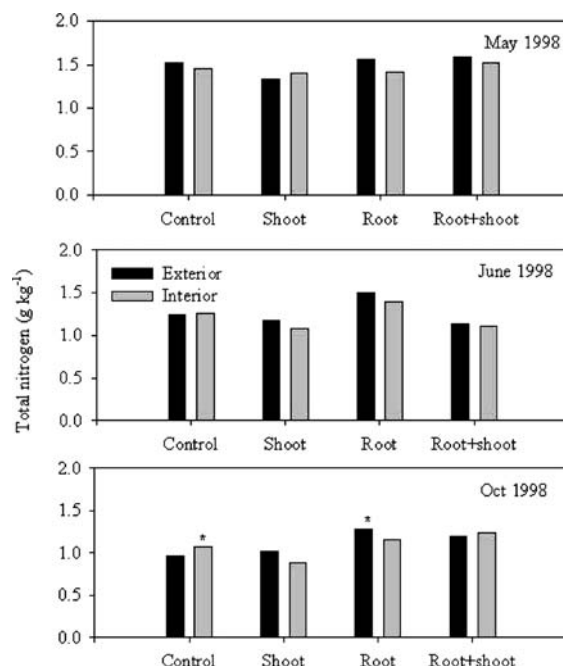 2.0
May 1998
1.5
1.0
0.5
0.0
Control Shoot Root Root+shoot
Total nitrogen (g kg-1)
2.0
Exterior
June 1998
Interior
1.5
1.0
0.5
0.0
Control Shoot Root Root+shoot
2.0
Oct 1998
1.5
* *
1.0
0.5
0.0
Control Shoot Root Root+shoot